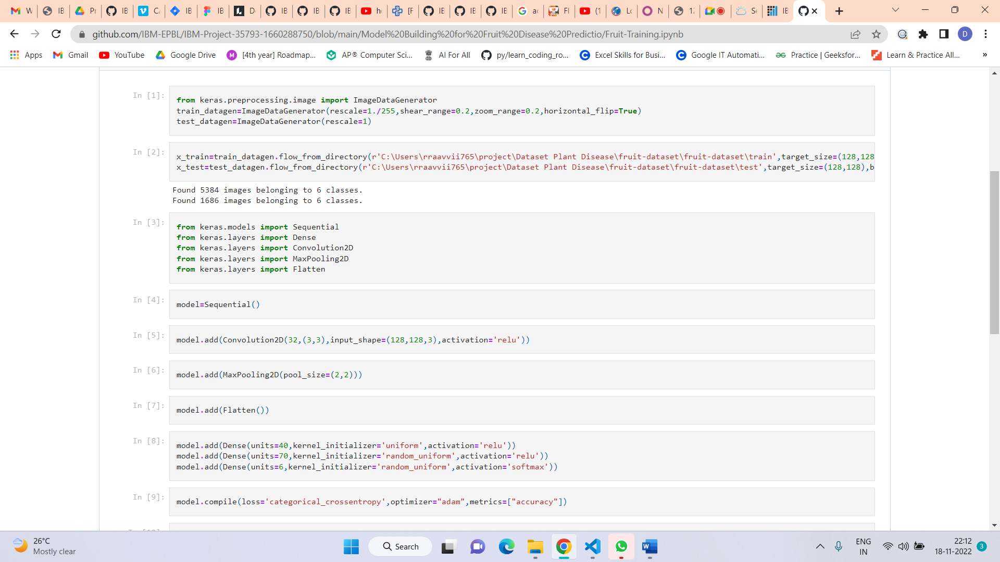 W
IB
Pr
IB
CA
IB
IB
D
IB
IB
IB
h
[F
IB
IB
IB
ac
Fl
(1
Lo
N
12
Se
IB
github.com/IBM-EPBL/IBM-Project-35793-1660288750/blob/main/Model%20Building%20for%20Fruit%20Disease%20Predictio/Fruit-Training.ipynb
D
Apps
Gmail
YouTube
Google Drive
M
[4th year] Roadmap...
AP® Computer Sci...
AI For All
py/learn_coding_ro...
Excel Skills for Busi...
Google IT Automati...
Practice | Geeksfor...
Learn & Practice All...
»
In [1]:
from keras.preprocessing.image import ImageDataGenerator
train_datagen=ImageDataGenerator(rescale=1./255,shear_range=0.2,zoom_range=0.2,horizontal_flip=True)
test_datagen=ImageDataGenerator(rescale=1)
In [2]:
x_train=train_datagen.flow_from_directory(r'C:\Users\rraavvii765\project\Dataset Plant Disease\fruit-dataset\fruit-dataset\train',target_size=(128,128
x_test=test_datagen.flow_from_directory(r'C:\Users\rraavvii765\project\Dataset Plant Disease\fruit-dataset\fruit-dataset\test',target_size=(128,128),b
Found 5384 images belonging to 6 classes.
Found 1686 images belonging to 6 classes.
In [3]:
from keras.models import Sequential
from keras.layers import Dense
from keras.layers import Convolution2D
from keras.layers import MaxPooling2D
from keras.layers import Flatten
In [4]:
model=Sequential()
In [5]:
model.add(Convolution2D(32,(3,3),input_shape=(128,128,3),activation='relu'))
In [6]:
model.add(MaxPooling2D(pool_size=(2,2)))
In [7]:
model.add(Flatten())
In [8]:
model.add(Dense(units=40,kernel_initializer='uniform',activation='relu'))
model.add(Dense(units=70,kernel_initializer='random_uniform',activation='relu'))
model.add(Dense(units=6,kernel_initializer='random_uniform',activation='softmax'))
In [9]:
model.compile(loss='categorical_crossentropy',optimizer="adam",metrics=["accuracy"])
26°C
Mostly clear
Search
ENG
IN
22:12
18-11-2022
3